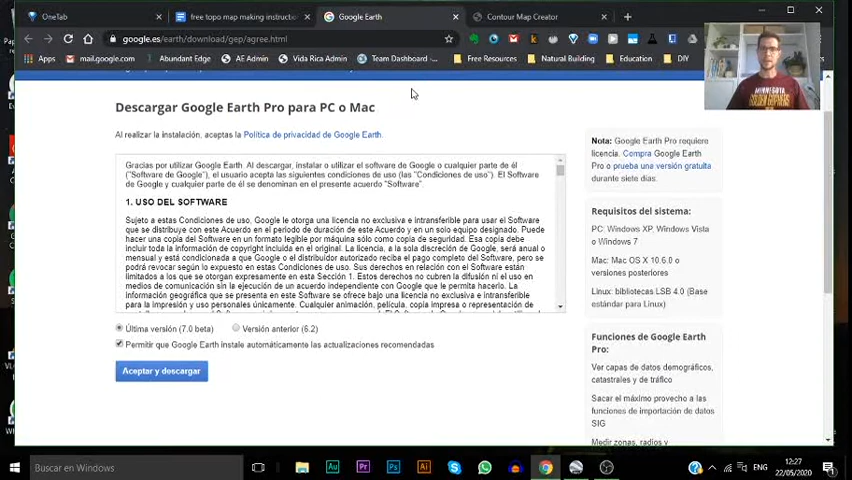 OneTab
free topo map making instruct
Google Earth
Contour Map Creator
google.es/earth/download/gep/agree.html
Apps
mail.google.com
Abundant Edge
AE Admin
Vida Rica Admin
Team Dashboard -...
Free Resources
Natural Building
Education
DIY
MINNESOTA
GOLDEN GOPHERS
Descargar Google Earth Pro para PC o Mac
Al realizar la instalación, aceptas la Política de privacidad de Google Earth.
Gracias por utilizar Google Earth. Al descargar, instalar o utilizar el software de Google o cualquier parte de él
("Software de Google"), el usuario acepta las siguientes condiciones de uso (las "Condiciones de uso"). El Software
de Google y cualquier parte de él se denominan en el presente acuerdo "Software".
1. USO DEL SOFTWARE
Sujeto a estas Condiciones de uso, Google le otorga una licencia no exclusiva e intransferible para usar el Software
que se distribuye con este Acuerdo en el periodo de duración de este Acuerdo y en un solo equipo designado. Puede
hacer una copia del Software en un formato legible por máquina sólo como copia de seguridad. Esa copia debe
incluir toda la información de copyright incluida en el original. La licencia, a la sola discreción de Google, será anual o
mensual y está condicionada a que Google o el distribuidor autorizado reciba el pago completo del Software, pero se
podrá revocar según lo expuesto en estas Condiciones de uso. Sus derechos en relación con el Software están
limitados a los que se otorgan expresamente en esta Sección 1. Estos derechos no cubren la difusión ni el uso en
medios de comunicación sin la ejecución de un acuerdo independiente con Google que le permita hacerlo. La
información geográfica que se presenta en este Software se ofrece bajo una licencia no exclusiva e intransferible
para la impresión y uso personales únicamente. Cualquier animación, película, copia impresa o representación de
Última versión (7.0 beta)
Versión anterior (6.2)
Permitir que Google Earth instale automáticamente las actualizaciones recomendadas
Aceptar y descargar
Nota: Google Earth Pro requiere
licencia. Compra Google Earth
Pro o prueba una versión gratuita
durante siete días.
Requisitos del sistema:
PC: Windows XP, Windows Vista
o Windows 7
Mac: Mac OS X 10.6.0 o
versiones posteriores
Linux: bibliotecas LSB 4.0 (Base
estándar para Linux)
Funciones de Google Earth
Pro:
Ver capas de datos demográficos,
catastrales y de tráfico
Sacar el máximo provecho a las
funciones de importación de datos
SIG
Medir zonas, radios y
Buscar en Windows
Au
Pr
Ps
Ai
ENG
12:27
22/05/2020